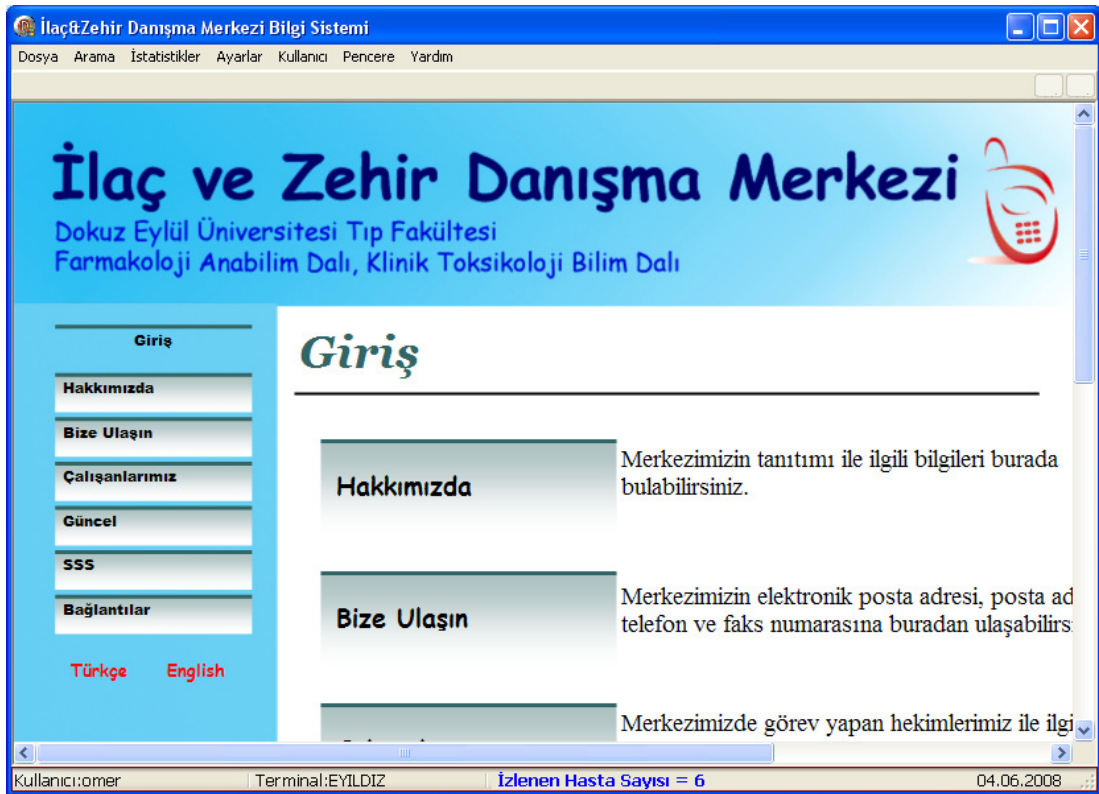 İlaç&Zehir Danışma Merkezi Bilgi Sistemi
Dosya Arama İstatistikler Ayarlar Kullanıcı Pencere Yardım
İlaç ve Zehir Danışma Merkezi
Dokuz Eylül Üniversitesi Tıp Fakültesi
Farmakoloji Anabilim Dalı, Klinik Toksikoloji Bilim Dalı
Giriş
Hakkımızda
Bize Ulaşın
Çalışanlarımız
Güncel
SSS
Bağlantılar
Türkçe English
Giriş
Hakkımızda
Merkezimizin tanıtımı ile ilgili bilgileri burada
bulabilirsiniz.
Bize Ulaşın
Merkezimizin elektronik posta adresi, posta ad
telefon ve faks numarasına buradan ulaşabilirs
Merkezimizde görev yapan hekimlerimiz ile ilgi
Kullanıcı:omer Terminal:EYILDIZ İzlenen Hasta Sayısı = 6 04.06.2008